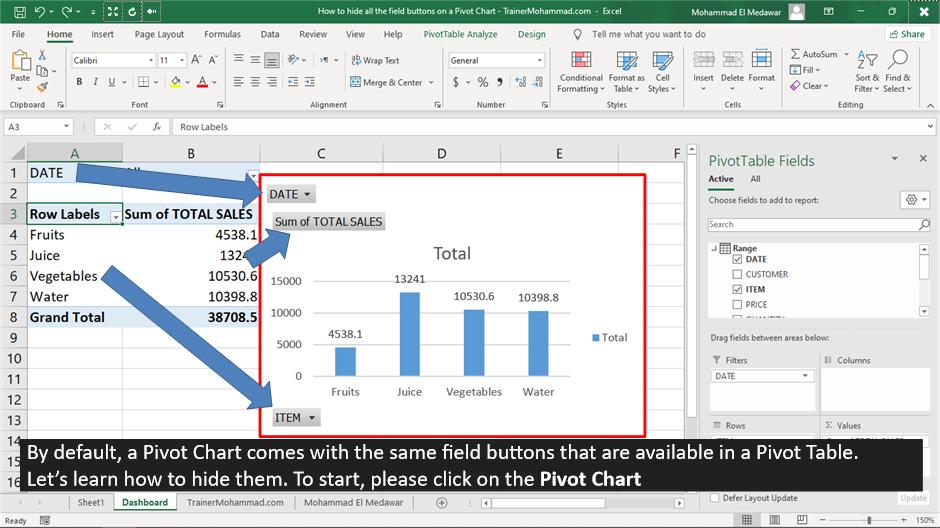 How to hide all the field buttons on a Pivot Chart - TrainerMohammad.com - Excel
Mohammad El Medawar
File Home Insert Page Layout Formulas Data Review View Help PivotTable Analyze Design Tell me what you want to do Share
Paste
Calibri 11
B I U
Wrap Text
Merge & Center
General
$ % ,
Conditional Formatting
Format as Table
Cell Styles
Insert Delete Format
AutoSum
Fill
Clear
Sort & Filter
Find & Select
Clipboard Font Alignment Number Styles Cells Editing
A3 fx Row Labels
A B C D E F
1 DATE
2
3 Row Labels Sum of TOTAL SALES
4 Fruits 4538.1
5 Juice
6 Vegetables 10530.6
7 Water 10398.8
8 Grand Total 38708.5
9
10
11
12
13
14
15
16
DATE
Sum of TOTAL SALES
Total
15000
10000
5000
0
4538.1
13241
10530.6
10398.8
Fruits Juice Vegetables Water
Total
ITEM
PivotTable Fields
Active All
Choose fields to add to report:
Search
Range
DATE
CUSTOMER
ITEM
PRICE
Drag fields between areas below:
Filters Columns
DATE
Rows Σ Values
By default, a Pivot Chart comes with the same field buttons that are available in a Pivot Table.
Let’s learn how to hide them. To start, please click on the Pivot Chart
Sheet1 Dashboard TrainerMohammad.com Mohammad El Medawar
Defer Layout Update Update
Ready
150%